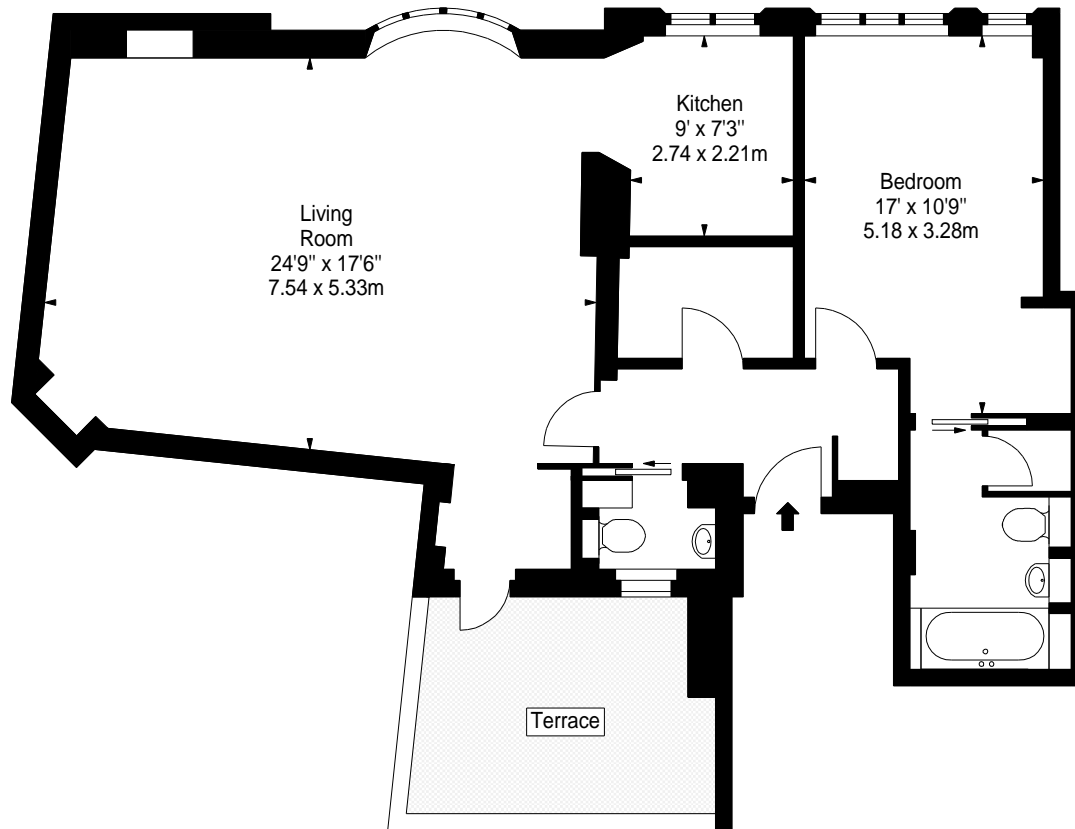 Kitchen
9' x 7'3"
2.74 x 2.21m
Bedroom
17' x 10'9"
5.18 x 3.28m
Living
Room
24'9" x 17'6"
7.54 x 5.33m
Terrace